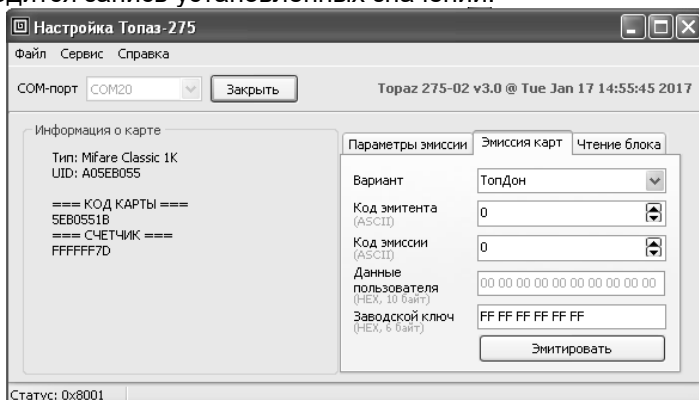 дится запись установленных значений.
Настройка Топаз-275
Файл Сервис Справка
COM-порт COM20 Закрыть Topaz 275-02 v3.0 @ Tue Jan 17 14:55:45 2017
Информация о карте
Тип: Mifare Classic 1K
UID: A05EB055
=== КОД КАРТЫ ===
5EB0551B
=== СЧЕТЧИК ===
FFFFFF7D
Параметры эмиссии Эмиссия карт Чтение блока
Вариант ТопДон
Код эмитента 0
(ASCII)
Код эмиссии 0
(ASCII)
Данные
пользователя 00 00 00 00 00 00 00 00 00 00
(HEX, 10 байт)
Заводской ключ FF FF FF FF FF FF
(HEX, 6 байт)
Эмитировать
Статус: 0x8001